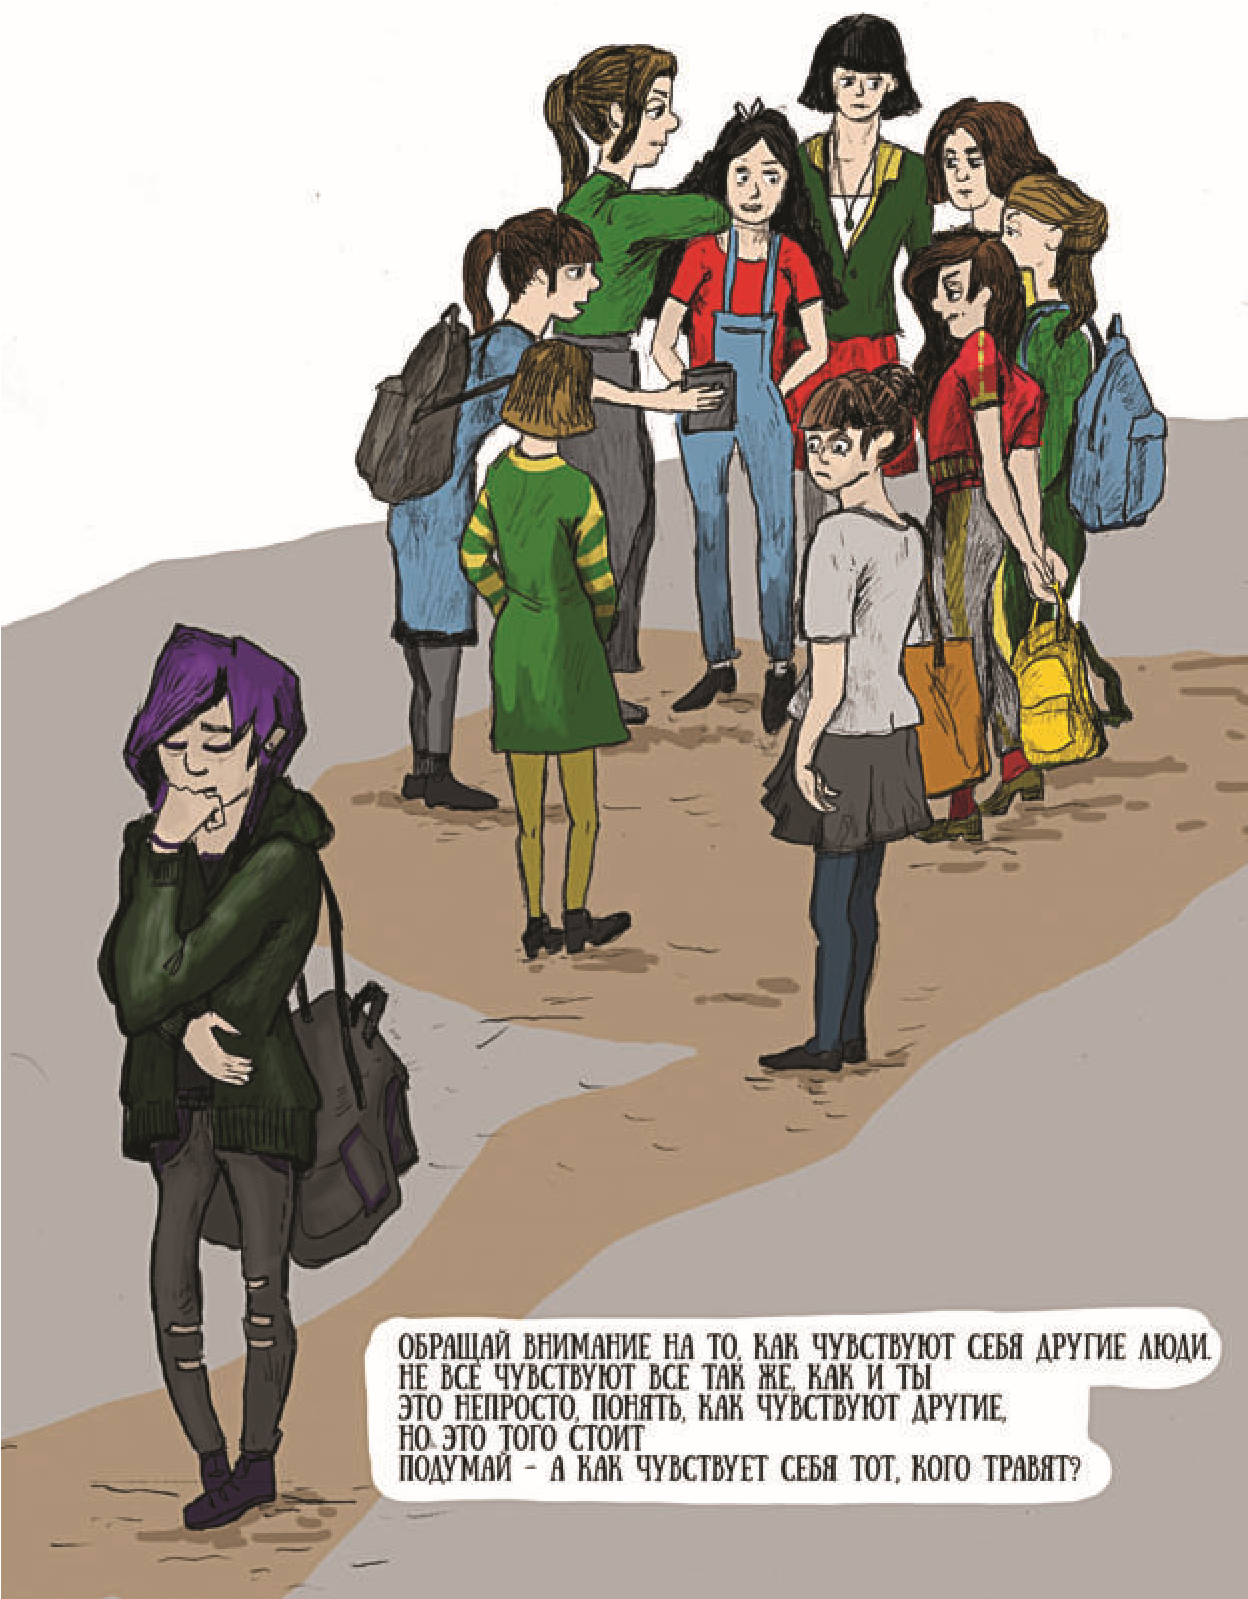 ОБРАЩАЙ ВНИМАНИЕ НА ТО, КАК ЧУВСТВУЮТ СЕБЯ ДРУГИЕ ЛЮДИ.
НЕ ВСЕ ЧУВСТВУЮТ ВСЕ ТАК ЖЕ, КАК И ТЫ
ЭТО НЕПРОСТО, ПОНЯТЬ, КАК ЧУВСТВУЮТ ДРУГИЕ,
НО ЭТО ТОГО СТОИТ
ПОДУМАЙ - А КАК ЧУВСТВУЕТ СЕБЯ ТОТ, КОГО ТРАВЯТ?